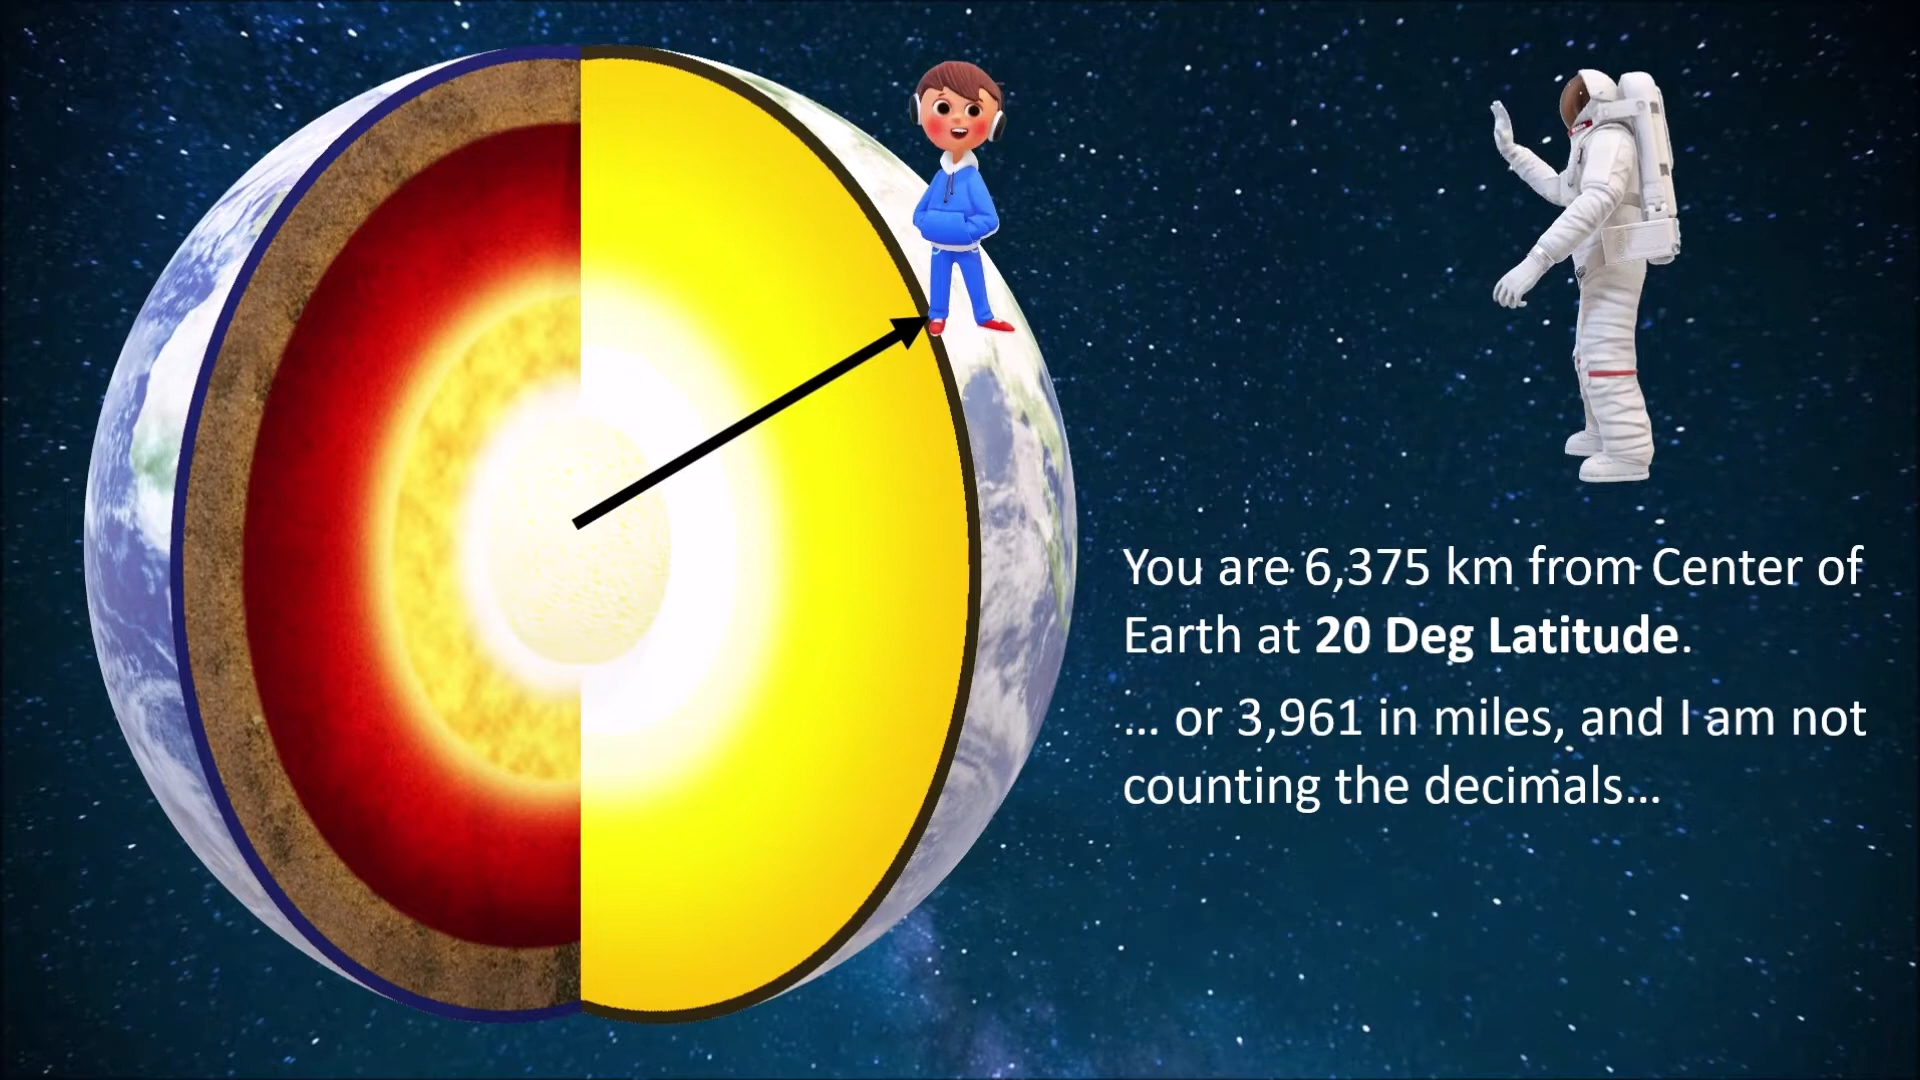 You are 6,375 km from Center of
Earth at 20 Deg Latitude.
... or 3,961 in miles, and I am not
counting the decimals...